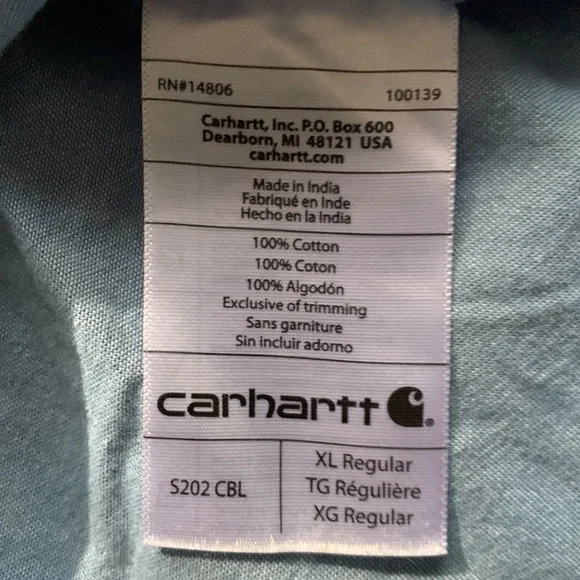 RN#14806 100139
Carhartt, Inc. P.O. Box 600
Dearborn, MI 48121 USA
carhartt.com
Made in India
Fabriqué en Inde
Hecho en la India
100% Cotton
100% Coton
100% Algodón
Exclusive of trimming
Sans garniture
Sin incluir adorno
carhartt ®
S202 CBL
XL Regular
TG Régulière
XG Regular